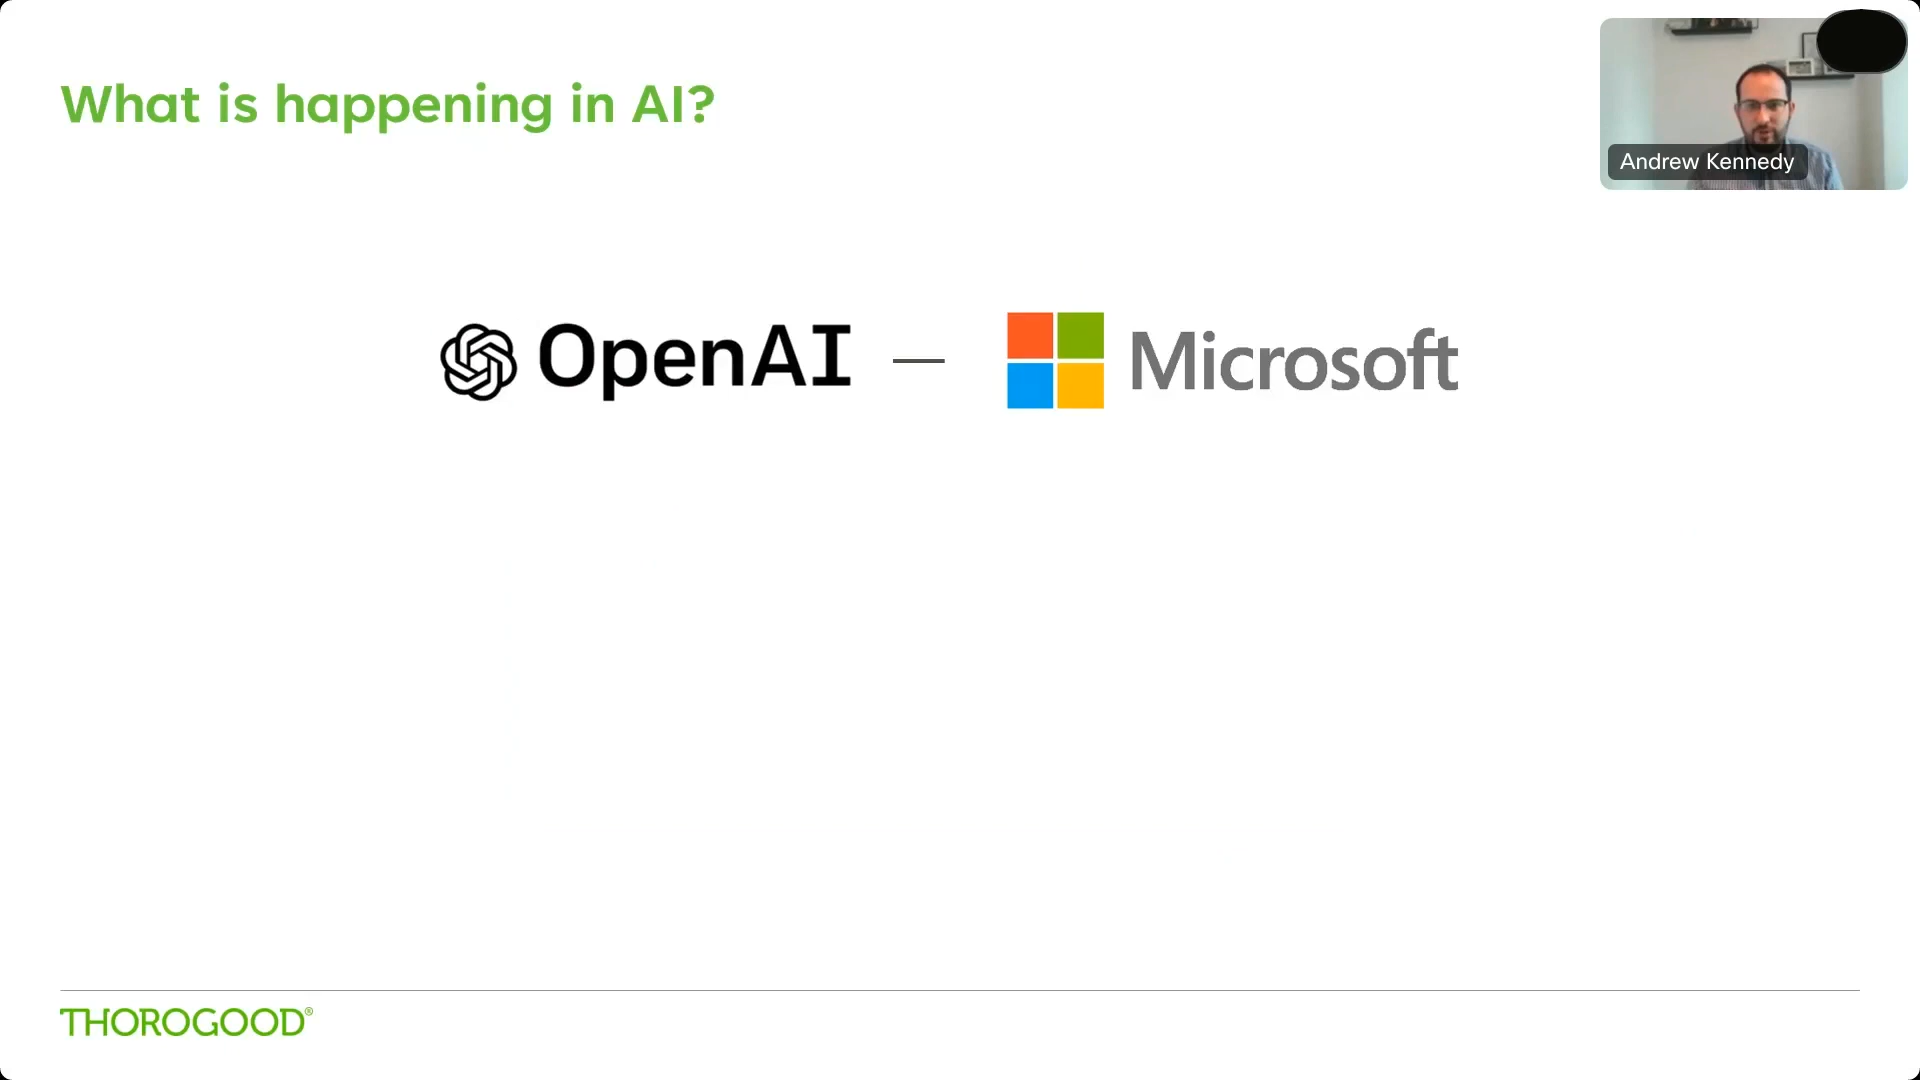 What is happening in AI?
Andrew Kennedy
OpenAI — Microsoft
THOROGOOD®